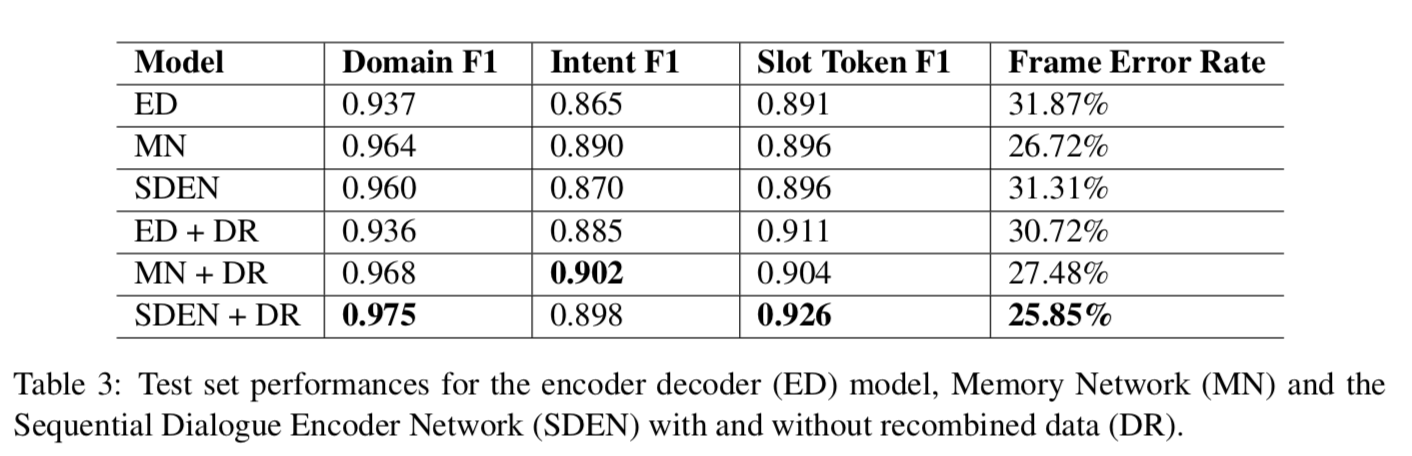 Model Domain F1 Intent F1 Slot Token F1 Frame Error Rate
ED 0.937 0.865 0.891 31.87%
MN 0.964 0.890 0.896 26.72%
SDEN 0.960 0.870 0.896 31.31%
ED + DR 0.936 0.885 0.911 30.72%
MN + DR 0.968 0.902 0.904 27.48%
SDEN + DR 0.975 0.898 0.926 25.85%
Table 3: Test set performances for the encoder decoder (ED) model, Memory Network (MN) and the
Sequential Dialogue Encoder Network (SDEN) with and without recombined data (DR).